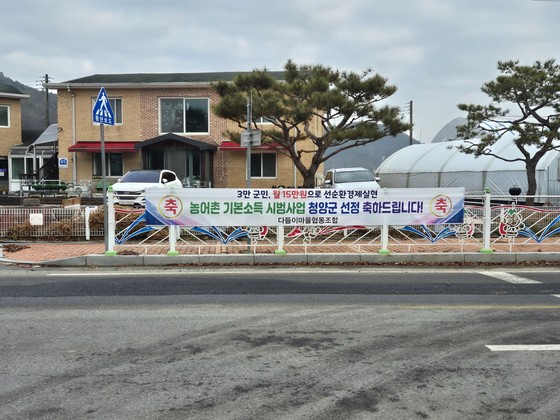 3만 군민, 월 15만원으로 선순환경제실현
축 농어촌 기본소득 시범사업 청양군 선정 축하드립니다! 축
다듬이마을협동조합